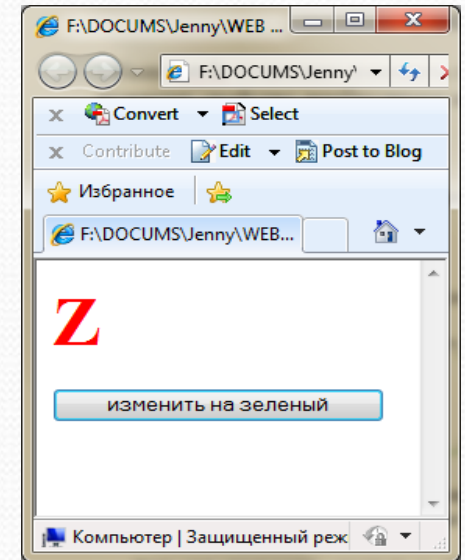 F:\DOCUMS\Jenny\WEB ...
F:\DOCUMS\Jenny'
x Convert Select
x Contribute Edit Post to Blog
Избранное
F:\DOCUMS\Jenny\WEB...
Z
изменить на зеленый
Компьютер | Защищенный реж